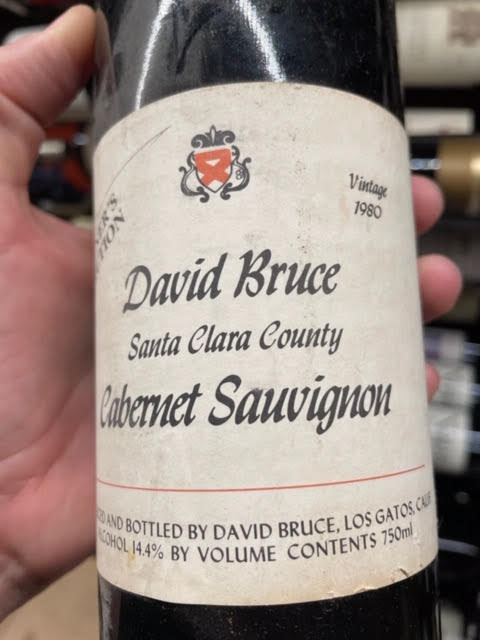 Vintage
1980
David Bruce
Santa Clara County
Cabernet Sauvignon
AND BOTTLED BY DAVID BRUCE, LOS GATOS, CALIF
ALCOHOL 14.4% BY VOLUME CONTENTS 750ml